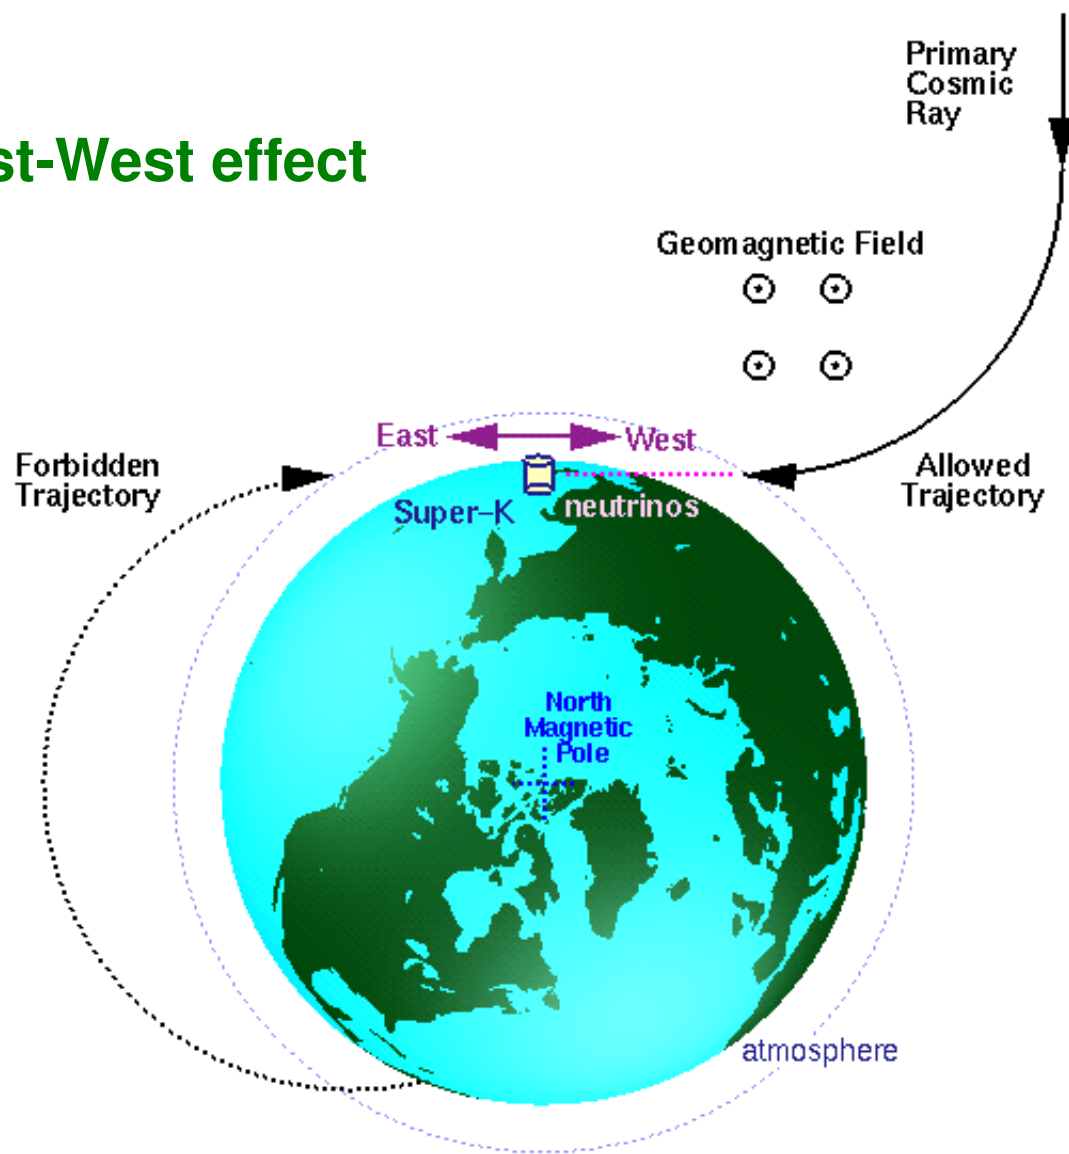 Primary
Cosmic
Ray
st-West effect
Geomagnetic Field
East
West
Forbidden
Trajectory
Allowed
Trajectory
Super-K
neutrinos
North
Magnetic
Pole
atmosphere